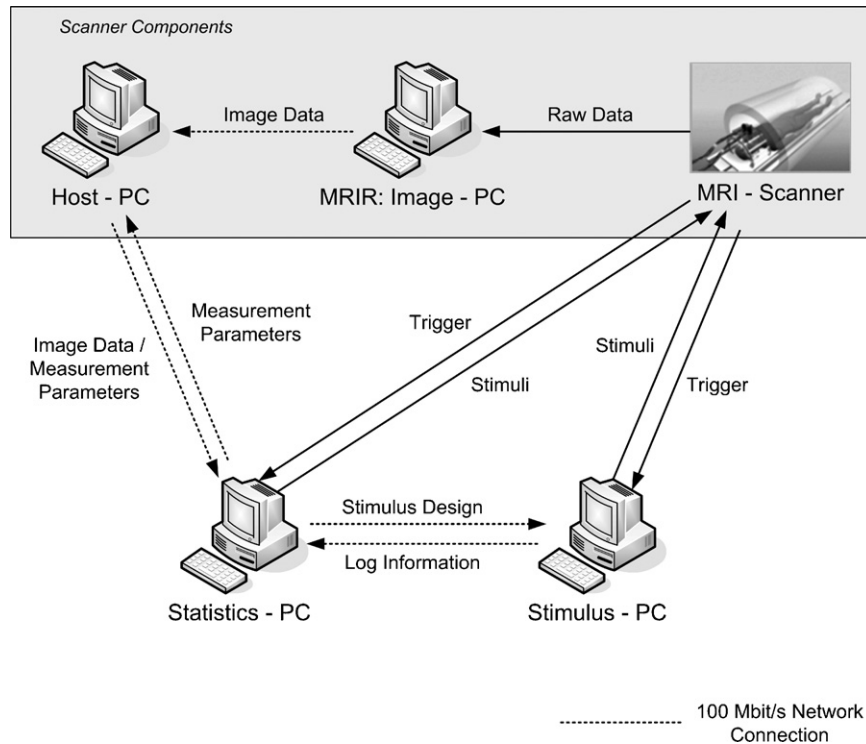 Scanner Components
Image Data
Raw Data
Host - PC
MRIR: Image - PC
MRI - Scanner
Measurement
Parameters
Image Data /
Measurement
Parameters
Trigger
Stimuli
Stimuli
Trigger
Stimulus Design
Log Information
Statistics - PC
Stimulus - PC
100 Mbit/s Network
Connection